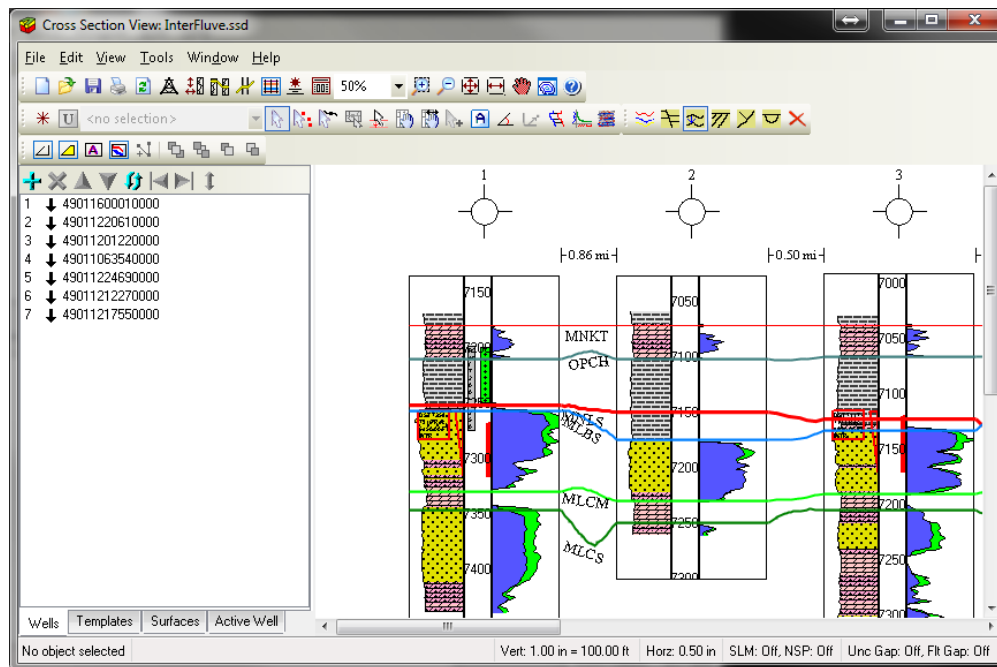 Cross Section View: InterFluve.ssd
File Edit View Tools Window Help
50%
U <no selection> A
A
1 49011600010000
2 49011220610000
3 49011201220000
4 49011063540000
5 49011224690000
6 49011212270000
7 49011217550000
Wells Templates Surfaces Active Well
1 2 3
0.86 mi 0.50 mi
7150 7050 7000
MNKT
7200 7100 7050
OPCH
7100
7250 7150
MLBS
7300 7200 7150
MLCM
7350 7250 7200
MLCS
7400 7300 7250
7300
No object selected Vert: 1.00 in = 100.00 ft Horz: 0.50 in SLM: Off, NSP: Off Unc Gap: Off, Flt Gap: Off